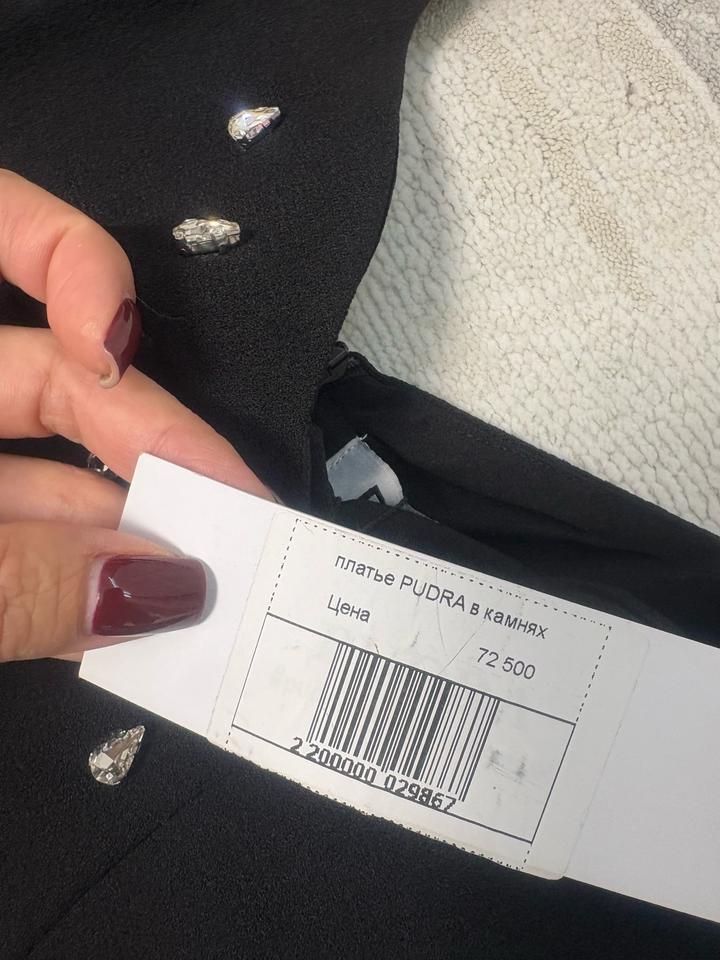 платье PUDRA в камнях
Цена
72 500
2 200000 029867